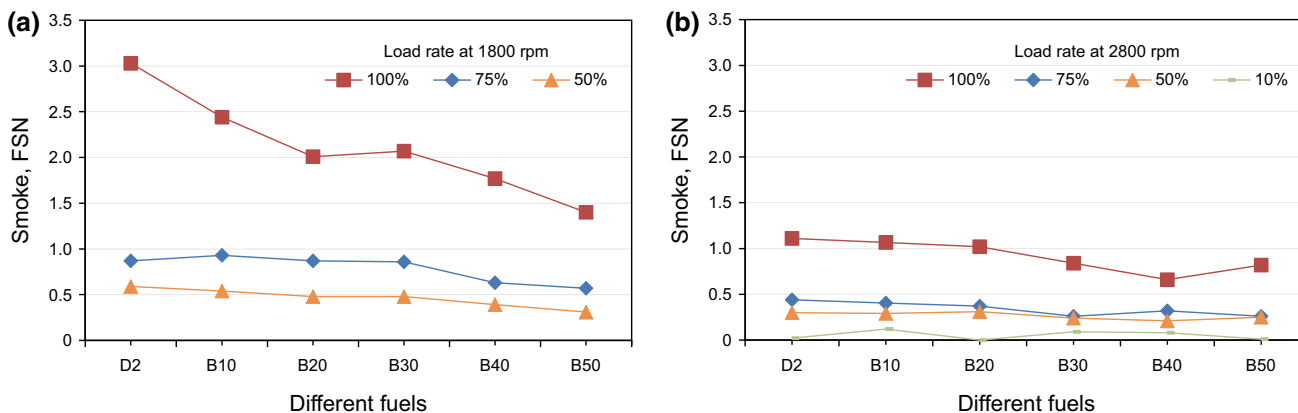 (a)
3.5
3.0
2.5
2.0
1.5
1.0
0.5
0
Smoke, FSN
Load rate at 1800 rpm
100% 75% 50%
D2 B10 B20 B30 B40 B50
Different fuels
(b)
3.5
3.0
2.5
2.0
1.5
1.0
0.5
0
Smoke, FSN
Load rate at 2800 rpm
100% 75% 50% 10%
D2 B10 B20 B30 B40 B50
Different fuels